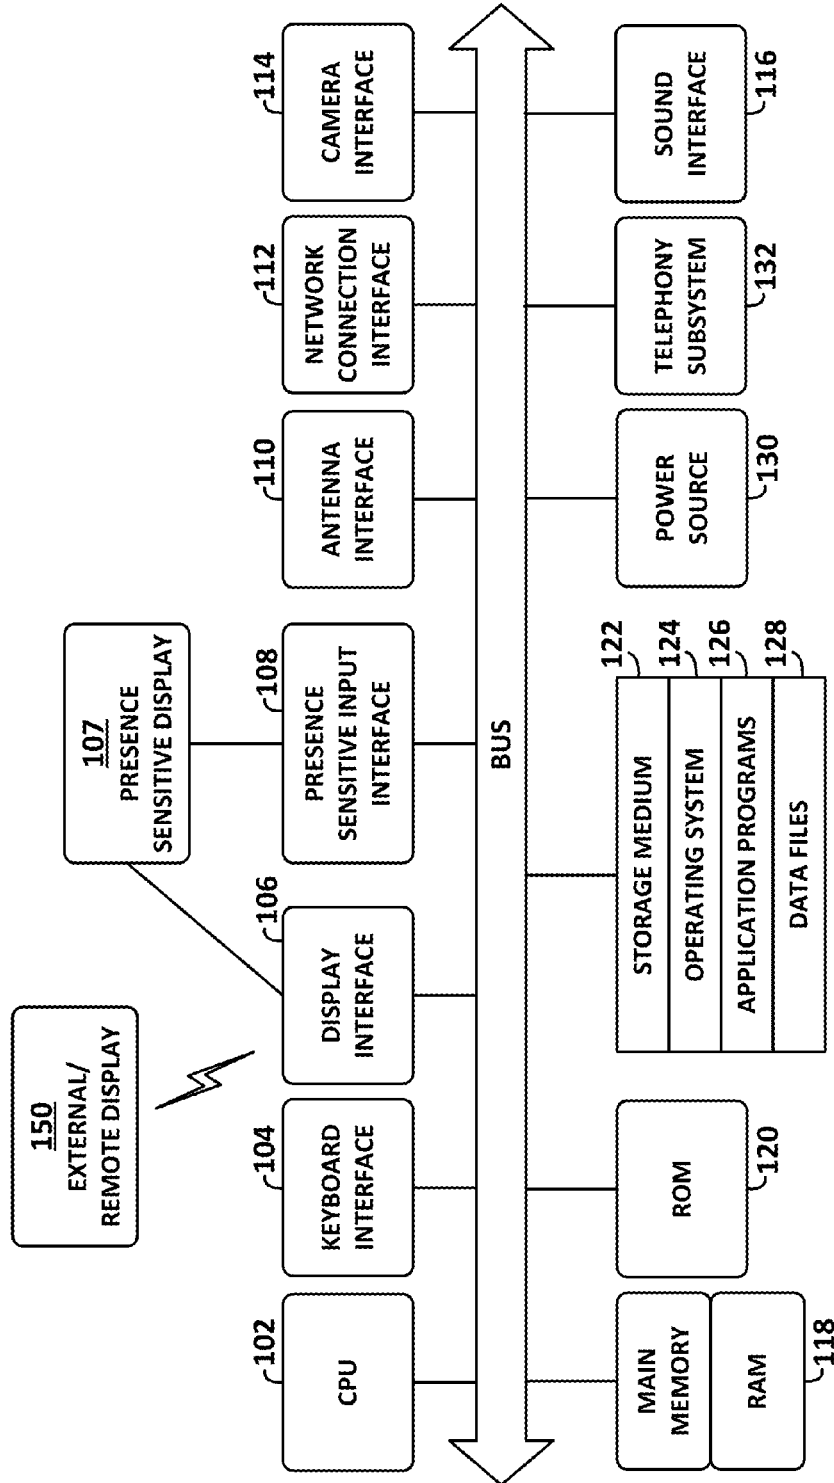 150
EXTERNAL/
REMOTE DISPLAY
107
PRESENCE
SENSITIVE DISPLAY
102
CPU
104
KEYBOARD
INTERFACE
106
DISPLAY
INTERFACE
108
PRESENCE
SENSITIVE INPUT
INTERFACE
110
ANTENNA
INTERFACE
112
NETWORK
CONNECTION
INTERFACE
114
CAMERA
INTERFACE
BUS
MAIN
MEMORY
RAM
118
ROM
120
STORAGE MEDIUM
122
OPERATING SYSTEM
124
APPLICATION PROGRAMS
126
DATA FILES
128
POWER
SOURCE
130
TELEPHONY
SUBSYSTEM
132
SOUND
INTERFACE
116